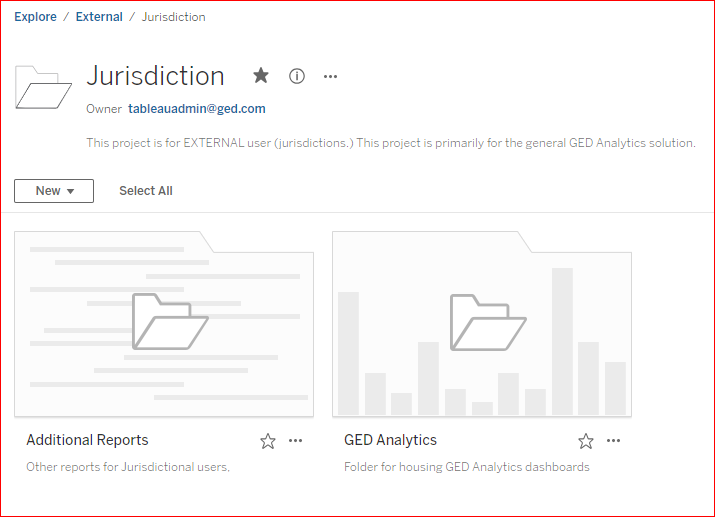 Explore / External / Jurisdiction
Jurisdiction
Owner tableauadmin@ged.com
This project is for EXTERNAL user (jurisdictions.) This project is primarily for the general GED Analytics solution.
New Select All
Additional Reports
Other reports for Jurisdictional users.
GED Analytics
Folder for housing GED Analytics dashboards